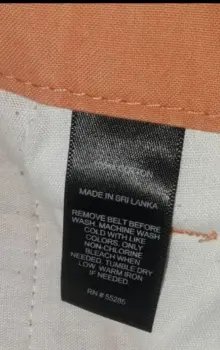 COTTON
MADE IN SRI LANKA
REMOVE BELT BEFORE
WASH. MACHINE WASH
COLD WITH LIKE
COLORS. ONLY
NON-CHLORINE
BLEACH WHEN
NEEDED. TUMBLE DRY
LOW. WARM IRON
IF NEEDED.
RN # 55285